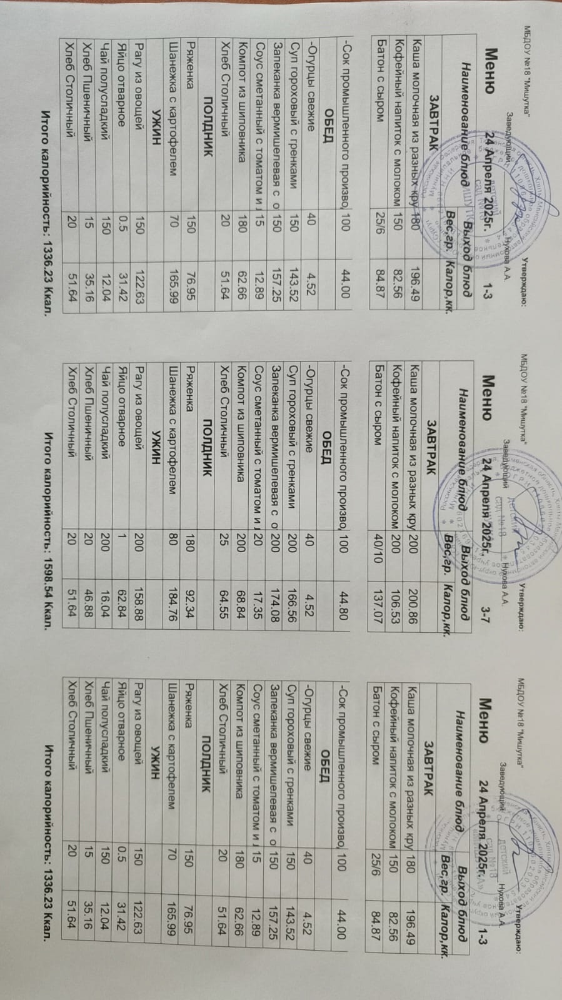 МБДОУ №18 "Мишутка"
Утверждаю:
Заведующий Нухова А.А.
Меню 24 Апреля 2025г. 1-3
Наименование блюд Выход блюд
Вес,гр. Калор,кк.
ЗАВТРАК
Каша молочная из разных кру 180 196.49
Кофейный напиток с молоком 150 82.56
Батон с сыром 25/6 84.87
-Сок промышленного произво 100 44.00
ОБЕД
-Огурцы свежие 40 4.52
Суп гороховый с гренками 150 143.52
Запеканка вермишелевая с о 150 157.25
Соус сметанный с томатом и 15 12.89
Компот из шиповника 180 62.66
Хлеб Столичный 20 51.64
ПОЛДНИК
Ряженка 150 76.95
Шанежка с картофелем 70 165.99
УЖИН
Рагу из овощей 150 122.63
Яйцо отварное 0.5 31.42
Чай полусладкий 150 12.04
Хлеб Пшеничный 15 35.16
Хлеб Столичный 20 51.64
Итого калорийность: 1336.23 Ккал.
МБДОУ №18 "Мишутка"
Утверждаю:
Заведующий Нухова А.А.
Меню 24 Апреля 2025г. 3-7
Наименование блюд Выход блюд
Вес,гр. Калор,кк.
ЗАВТРАК
Каша молочная из разных кру 200 200.86
Кофейный напиток с молоком 200 106.53
Батон с сыром 40/10 137.07
-Сок промышленного произво 100 44.80
ОБЕД
-Огурцы свежие 40 4.52
Суп гороховый с гренками 200 166.56
Запеканка вермишелевая с о 200 174.08
Соус сметанный с томатом и 20 17.35
Компот из шиповника 200 68.84
Хлеб Столичный 25 64.55
ПОЛДНИК
Ряженка 180 92.34
Шанежка с картофелем 80 184.76
УЖИН
Рагу из овощей 200 158.88
Яйцо отварное 1 62.84
Чай полусладкий 200 16.04
Хлеб Пшеничный 20 46.88
Хлеб Столичный 20 51.64
Итого калорийность: 1598.54 Ккал.
МБДОУ №18 "Мишутка"
Утверждаю:
Заведующий Нухова А.А.
Меню 24 Апреля 2025г. 1-3
Наименование блюд Выход блюд
Вес,гр. Калор,кк.
ЗАВТРАК
Каша молочная из разных кру 180 196.49
Кофейный напиток с молоком 150 82.56
Батон с сыром 25/6 84.87
-Сок промышленного произво 100 44.00
ОБЕД
-Огурцы свежие 40 4.52
Суп гороховый с гренками 150 143.52
Запеканка вермишелевая с о 150 157.25
Соус сметанный с томатом и 15 12.89
Компот из шиповника 180 62.66
Хлеб Столичный 20 51.64
ПОЛДНИК
Ряженка 150 76.95
Шанежка с картофелем 70 165.99
УЖИН
Рагу из овощей 150 122.63
Яйцо отварное 0.5 31.42
Чай полусладкий 150 12.04
Хлеб Пшеничный 15 35.16
Хлеб Столичный 20 51.64
Итого калорийность: 1336.23 Ккал.